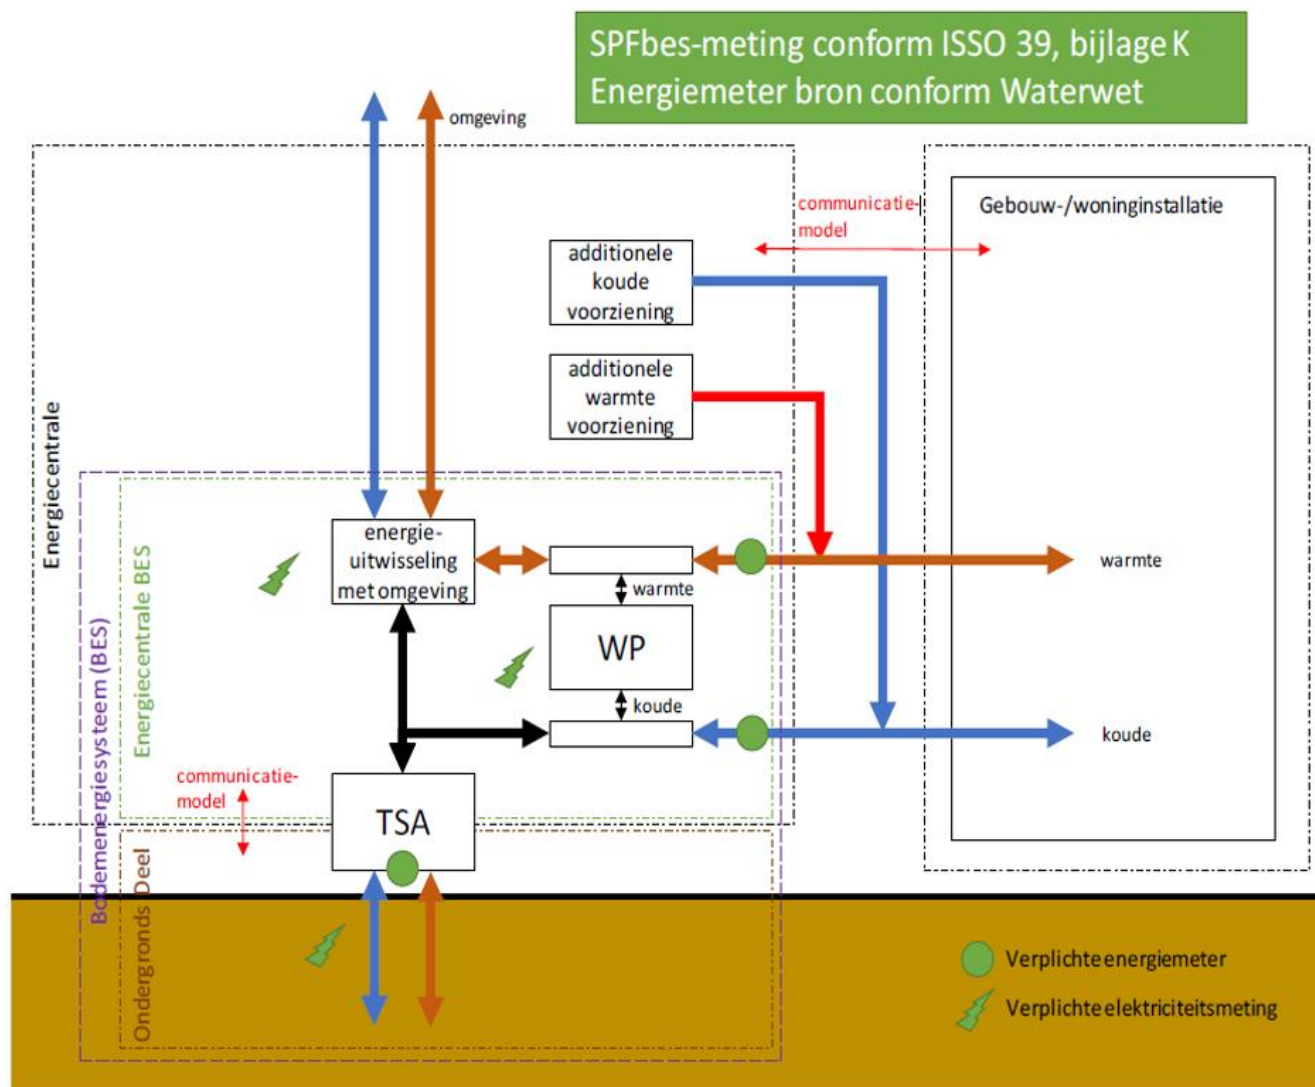 SPFbes-meting conform ISSO 39, bijlage K
Energiemeter bron conform Waterwet
omgeving
communicatie-
model
Gebouw-/woninginstallatie
additionele
koude
voorziening
additionele
warmte
voorziening
Energiecentrale
Bodemenergiesysteem (BES)
Energiecentrale BES
energie-
uitwisseling
met omgeving
warmte
warmte
WP
koude
koude
communicatie-
model
TSA
Ondergronds Deel
Verplichte energiemeter
Verplichte elektriciteitsmeting